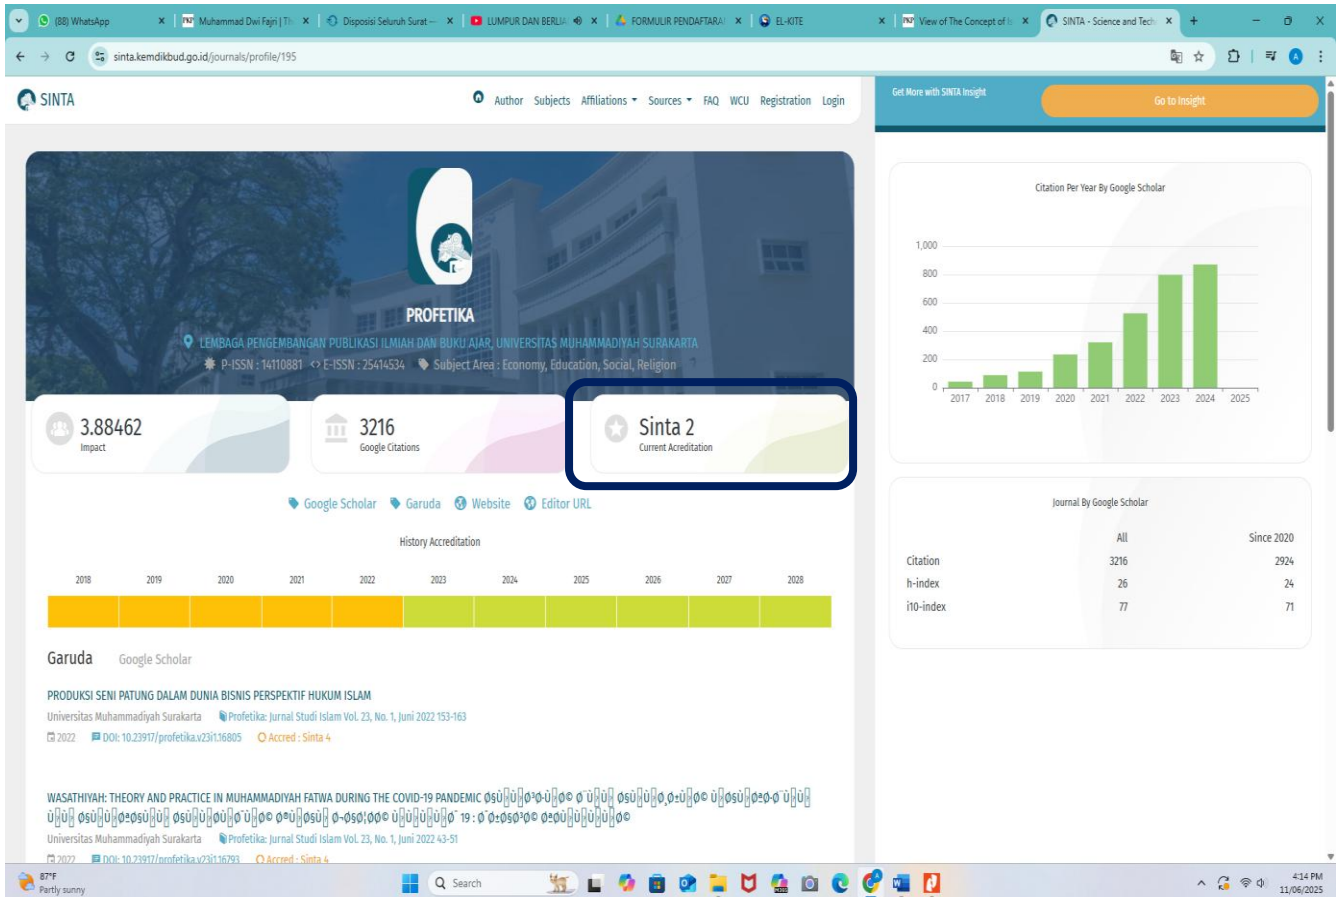 (88) WhatsApp
Muhammad Dwi Fajri | Th
Disposisi Seluruh Surat —
LUMPUR DAN BERLIA
FORMULIR PENDAFTARA
EL-KITE
View of The Concept of Is
SINTA - Science and Tech
sinta.kemdikbud.go.id/journals/profile/195
SINTA
Author Subjects Affiliations Sources FAQ WCU Registration Login
Get More with SINTA Insight
Go to Insight
PROFETIKA
LEMBAGA PENGEMBANGAN PUBLIKASI ILMIAH DAN BUKU AJAR, UNIVERSITAS MUHAMMADIYAH SURAKARTA
P-ISSN : 14110881 <> E-ISSN : 25414534 Subject Area : Economy, Education, Social, Religion
3.88462
Impact
3216
Google Citations
Sinta 2
Current Acreditation
Google Scholar Garuda Website Editor URL
History Accreditation
2018 2019 2020 2021 2022 2023 2024 2025 2026 2027 2028
Garuda Google Scholar
PRODUKSI SENI PATUNG DALAM DUNIA BISNIS PERSPEKTIF HUKUM ISLAM
Universitas Muhammadiyah Surakarta Profetika: Jurnal Studi Islam Vol. 23, No. 1, Juni 2022 153-163
2022 DOI: 10.23917/profetika.v23i1.16805 Accred : Sinta 4
WASATHIYAH: THEORY AND PRACTICE IN MUHAMMADIYAH FATWA DURING THE COVID-19 PANDEMIC
Universitas Muhammadiyah Surakarta Profetika: Jurnal Studi Islam Vol. 23, No. 1, Juni 2022 43-51
2022 DOI: 10.23917/profetika.v23i1.16793 Accred : Sinta 4
Citation Per Year By Google Scholar
1,000
800
600
400
200
0
2017 2018 2019 2020 2021 2022 2023 2024 2025
Journal By Google Scholar
All Since 2020
Citation 3216 2924
h-index 26 24
i10-index 77 71
87°F
Partly sunny
Search
4:14 PM
11/06/2025